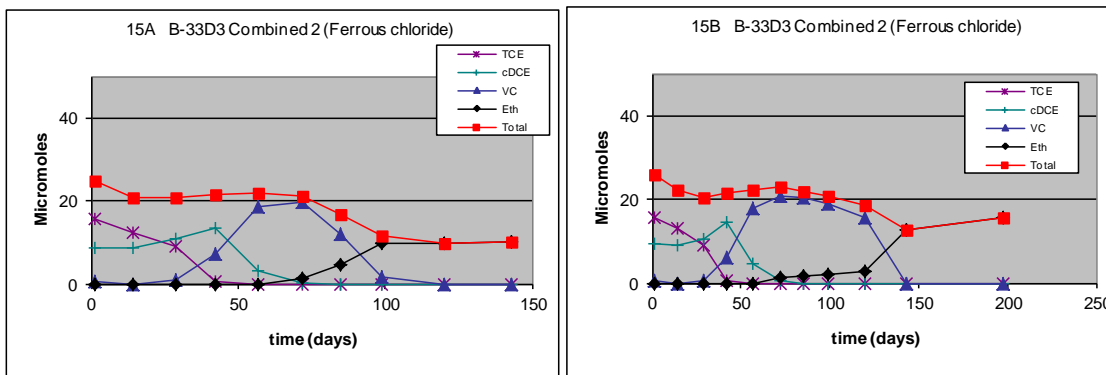 15A B-33D3 Combined 2 (Ferrous chloride)
TCE
cDCE
VC
Eth
Total
40
20
0
Micromoles
0 50 100 150
time (days)
15B B-33D3 Combined 2 (Ferrous chloride)
TCE
cDCE
VC
Eth
Total
40
20
0
Micromoles
0 50 100 150 200 250
time (days)